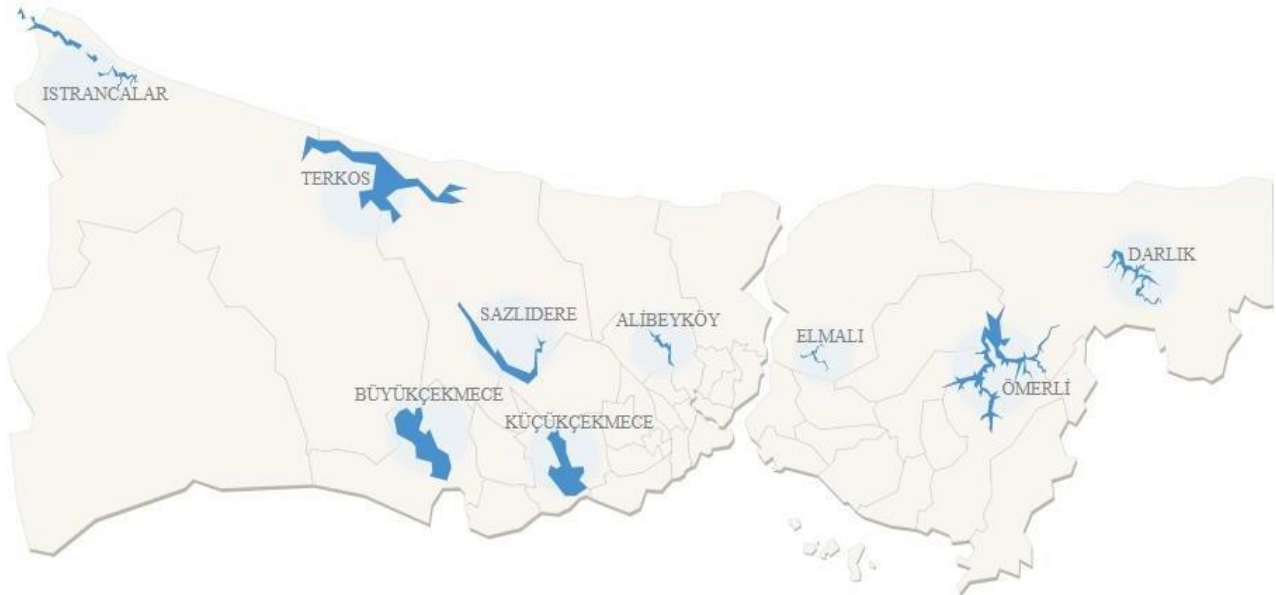 ISTRANCALAR
TERKOS
DARLIK
SAZLIDERE
ALİBEYKÖY
ELMALI
ÖMERLİ
BÜYÜKÇEKMECE
KÜÇÜKÇEKMECE